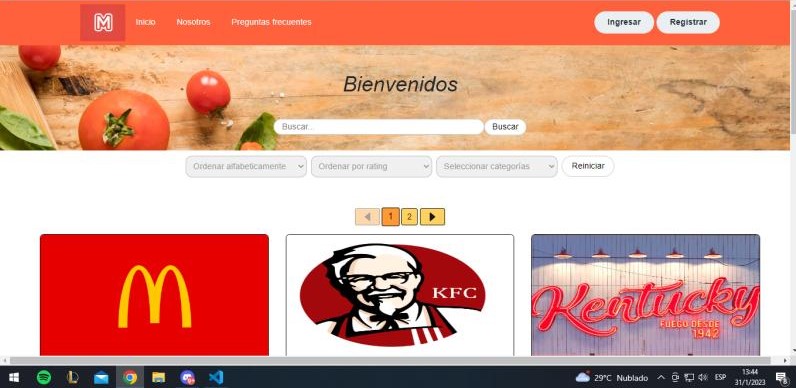 M
Inicio
Nosotros
Preguntas frecuentes
Ingresar
Registrar
Bienvenidos
Buscar...
Buscar
Ordenar alfabeticamente
Ordenar por rating
Seleccionar categorías
Reiniciar
1
2
KFC
Kentucky
FUEGO DESDE
1942
29°C Nublado
ESP
13:44
31/1/2023